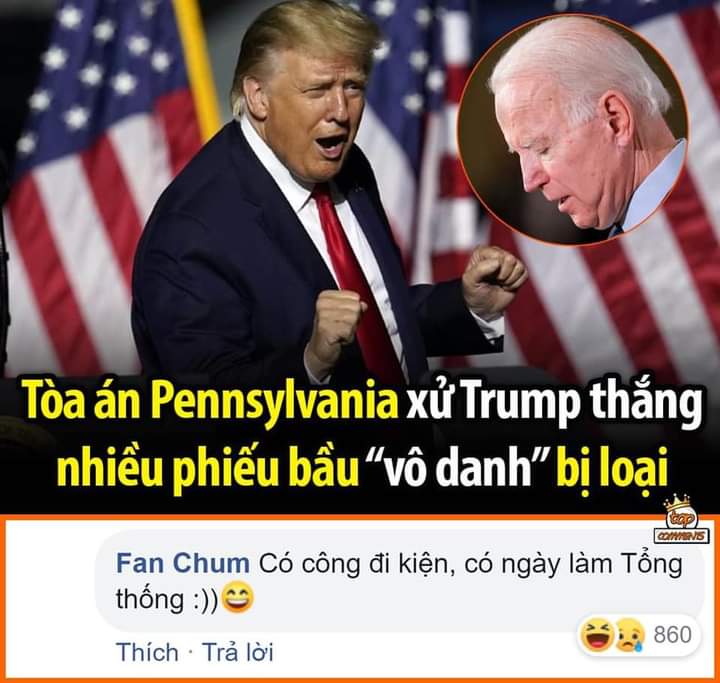 Tòa án Pennsylvania xử Trump thắng
nhiều phiếu bầu “vô danh” bị loại
top
COMMENTS
Fan Chum Có công đi kiện, có ngày làm Tổng
thống :))😄
860
Thích · Trả lời